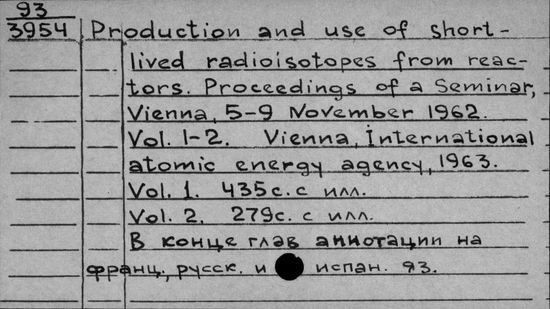 93
3954 Production and use of short-
lived radioisotopes from reac-
tors. Proceedings of a Seminar,
Vienna, 5-9 November 1962.
Vol. 1-2. Vienna, International
atomic energy agency, 1963.
Vol. 1. 435с. с илл.
Vol. 2. 279с. с илл.
В конце глав аннотации на
франц., русск. и испан. яз.